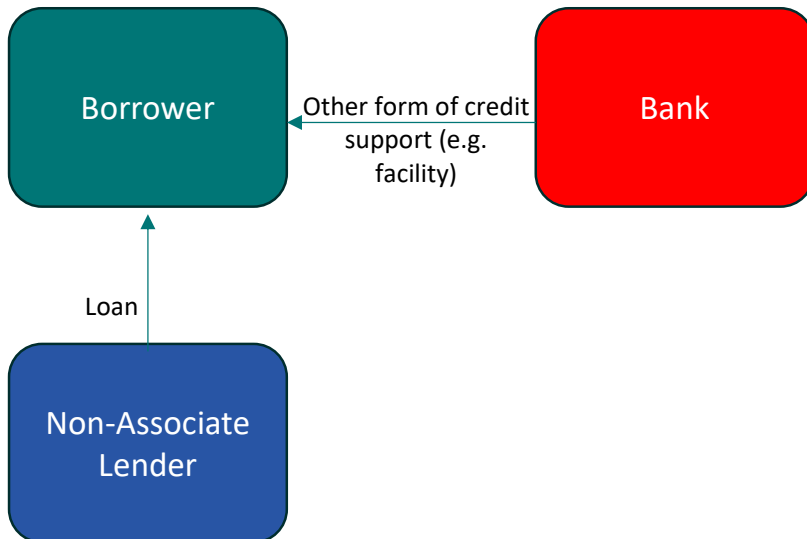 Borrower
Bank
Other form of credit
support (e.g.
facility)
Loan
Non-Associate
Lender